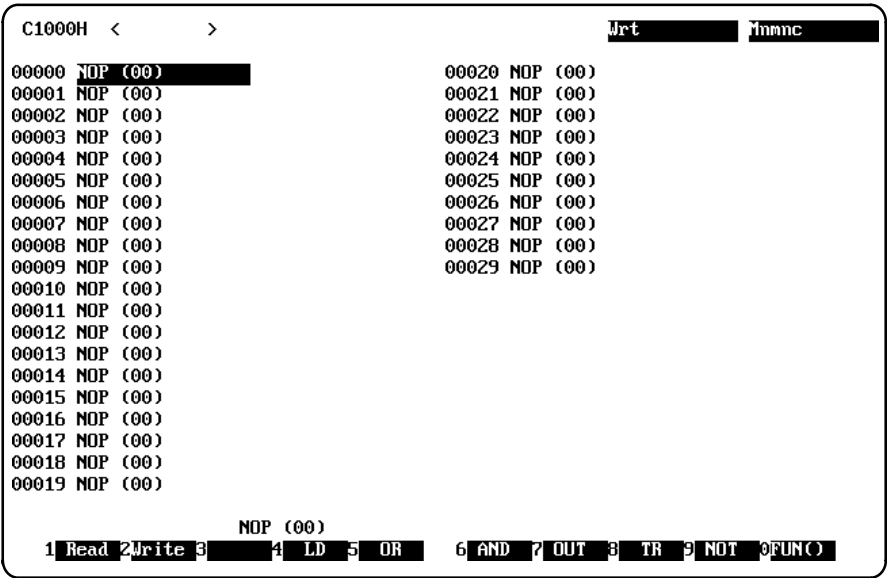 C1000H < > Wrt Mnmnc
00000 NOP (00) 00020 NOP (00)
00001 NOP (00) 00021 NOP (00)
00002 NOP (00) 00022 NOP (00)
00003 NOP (00) 00023 NOP (00)
00004 NOP (00) 00024 NOP (00)
00005 NOP (00) 00025 NOP (00)
00006 NOP (00) 00026 NOP (00)
00007 NOP (00) 00027 NOP (00)
00008 NOP (00) 00028 NOP (00)
00009 NOP (00) 00029 NOP (00)
00010 NOP (00)
00011 NOP (00)
00012 NOP (00)
00013 NOP (00)
00014 NOP (00)
00015 NOP (00)
00016 NOP (00)
00017 NOP (00)
00018 NOP (00)
00019 NOP (00)
NOP (00)
1 Read 2 Write 3 4 LD 5 OR 6 AND 7 OUT 8 TR 9 NOT 0 FUN()